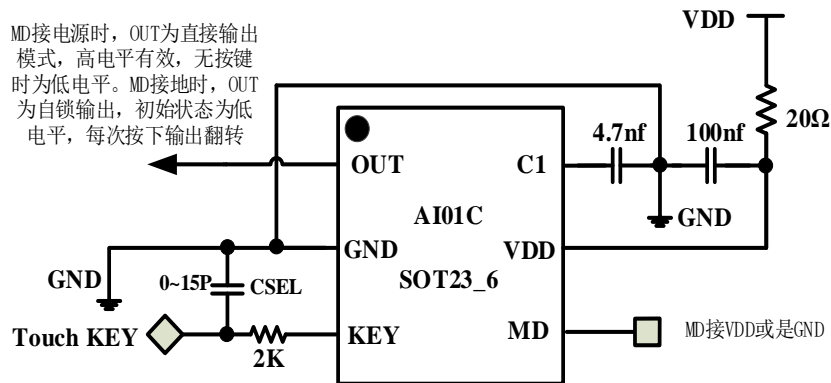 MD接电源时，OUT为直接输出
模式，高电平有效，无按键
时为低电平。MD接地时，OUT
为自锁输出，初始状态为低
电平，每次按下输出翻转
VDD
20Ω
4.7nf
100nf
OUT
C1
GND
AI01C
GND
VDD
GND
0~15P
CSEL
SOT23_6
Touch KEY
2K
KEY
MD
MD接VDD或是GND